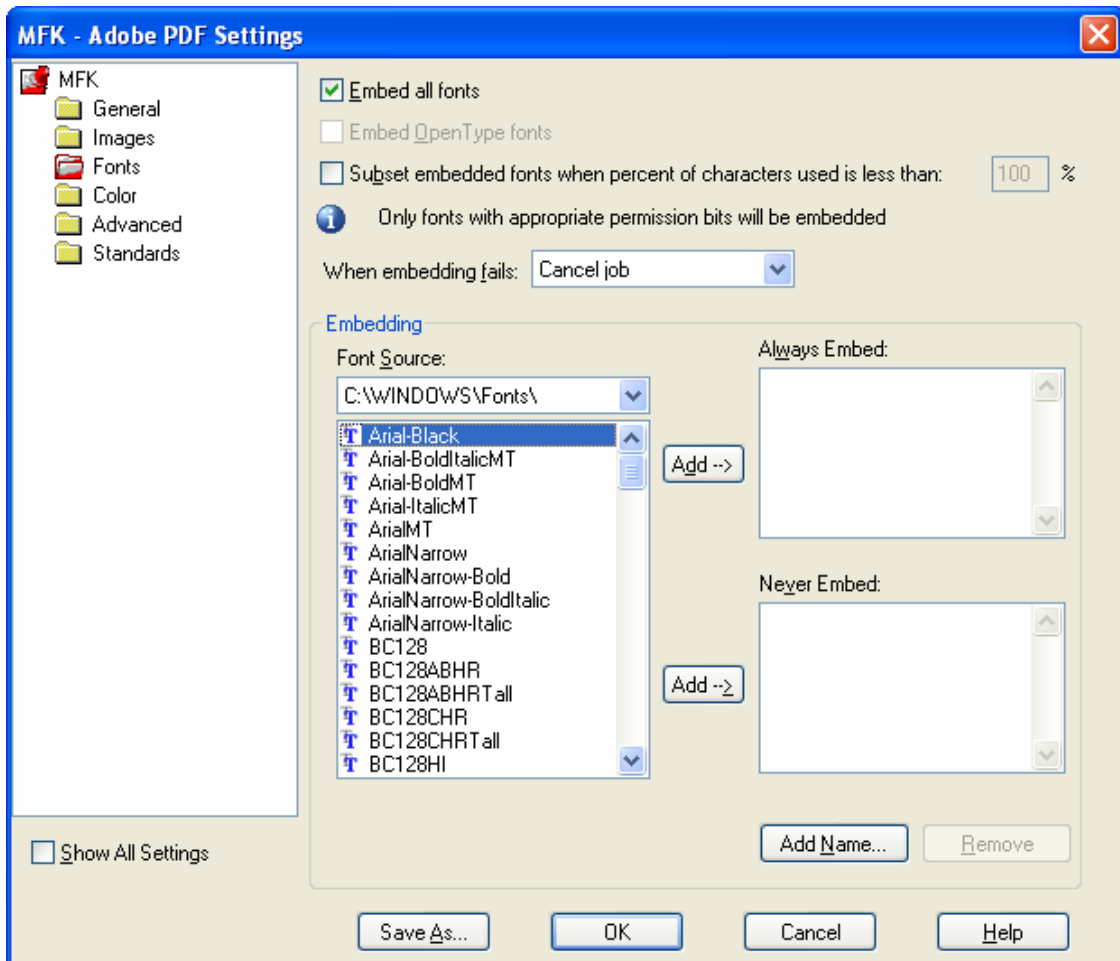 MFK - Adobe PDF Settings
MFK
General
Images
Fonts
Color
Advanced
Standards
Show All Settings
Embed all fonts
Embed OpenType fonts
Subset embedded fonts when percent of characters used is less than: 100 %
Only fonts with appropriate permission bits will be embedded
When embedding fails: Cancel job
Embedding
Font Source:
C:\WINDOWS\Fonts\
Arial-Black
Arial-BoldItalicMT
Arial-BoldMT
Arial-ItalicMT
ArialMT
ArialNarrow
ArialNarrow-Bold
ArialNarrow-BoldItalic
ArialNarrow-Italic
BC128
BC128ABHR
BC128ABHRTall
BC128CHR
BC128CHRTall
BC128HI
Add -->
Add -->
Always Embed:
Never Embed:
Add Name...
Remove
Save As...
OK
Cancel
Help